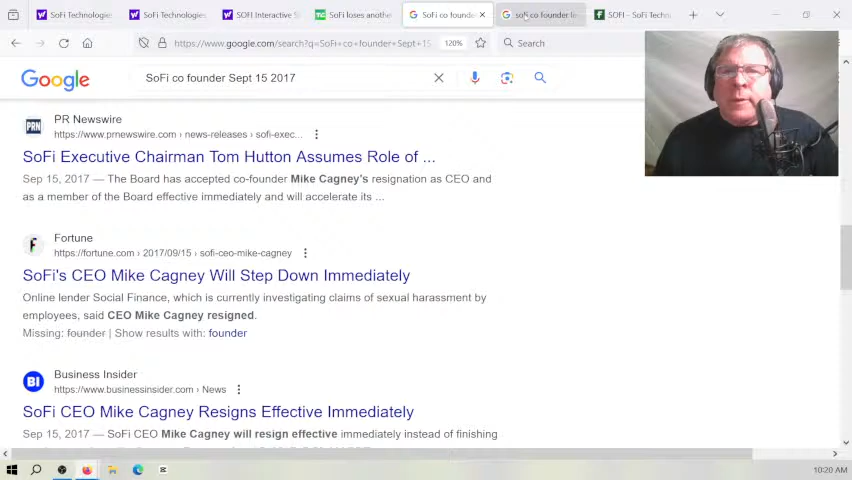 SoFi Technologies
SoFi Technologies
SOFI Interactive St
SoFi loses another
SoFi co founder
sofi co founder le
SOFI - SoFi Techn
https://www.google.com/search?q=SoFi+co+founder+Sept+15
120%
Search
Google
SoFi co founder Sept 15 2017
PRN
PR Newswire
https://www.prnewswire.com › news-releases › sofi-exec...
SoFi Executive Chairman Tom Hutton Assumes Role of ...
Sep 15, 2017 — The Board has accepted co-founder Mike Cagney's resignation as CEO and
as a member of the Board effective immediately and will accelerate its ...
Fortune
https://fortune.com › 2017/09/15 › sofi-ceo-mike-cagney
SoFi's CEO Mike Cagney Will Step Down Immediately
Online lender Social Finance, which is currently investigating claims of sexual harassment by
employees, said CEO Mike Cagney resigned.
Missing: founder | Show results with: founder
BI
Business Insider
https://www.businessinsider.com › News
SoFi CEO Mike Cagney Resigns Effective Immediately
Sep 15, 2017 — SoFi CEO Mike Cagney will resign effective immediately instead of finishing
10:20 AM